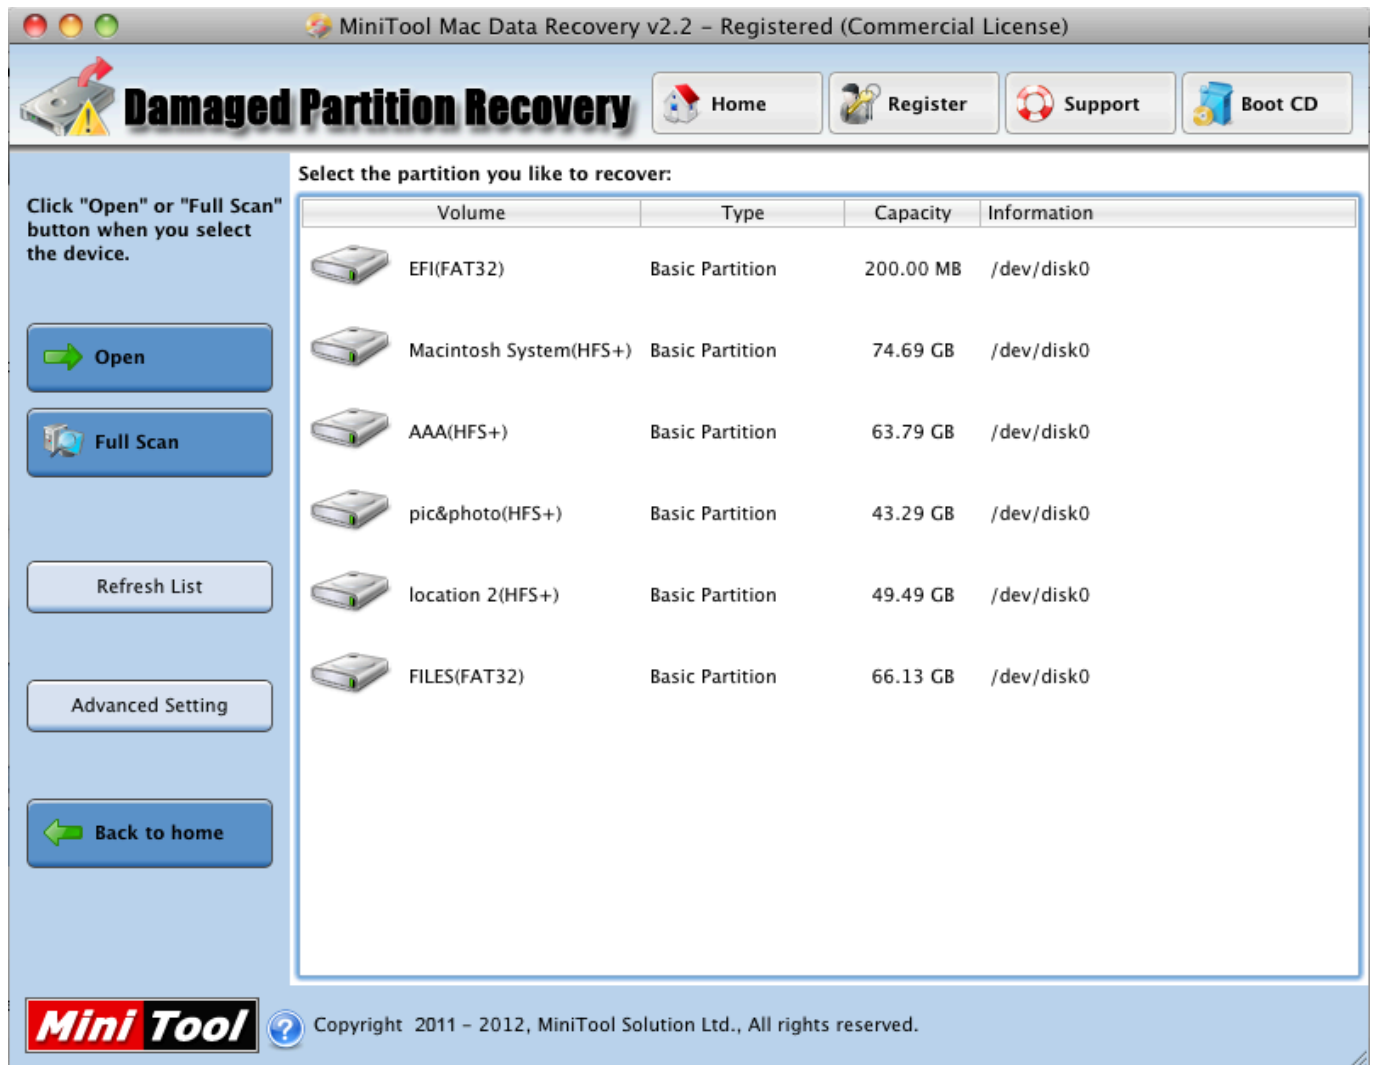 MiniTool Mac Data Recovery v2.2 – Registered (Commercial License)
Damaged Partition Recovery
Home
Register
Support
Boot CD
Click "Open" or "Full Scan"
button when you select
the device.
Open
Full Scan
Refresh List
Advanced Setting
Back to home
Select the partition you like to recover:
Volume Type Capacity Information
EFI(FAT32) Basic Partition 200.00 MB /dev/disk0
Macintosh System(HFS+) Basic Partition 74.69 GB /dev/disk0
AAA(HFS+) Basic Partition 63.79 GB /dev/disk0
pic&photo(HFS+) Basic Partition 43.29 GB /dev/disk0
location 2(HFS+) Basic Partition 49.49 GB /dev/disk0
FILES(FAT32) Basic Partition 66.13 GB /dev/disk0
Mini Tool
? Copyright 2011 – 2012, MiniTool Solution Ltd., All rights reserved.